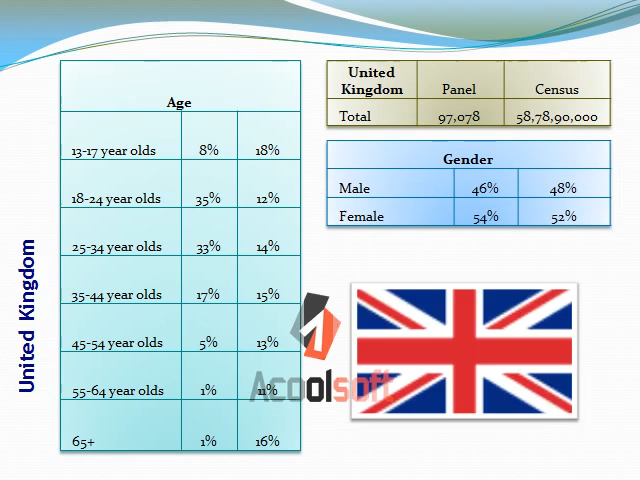 United Kingdom
Age
13-17 year olds 8% 18%
18-24 year olds 35% 12%
25-34 year olds 33% 14%
35-44 year olds 17% 15%
45-54 year olds 5% 13%
55-64 year olds 1% 11%
65+ 1% 16%
United Kingdom Panel Census
Total 97,078 58,78,90,000
Gender
Male 46% 48%
Female 54% 52%
Acoolsoft